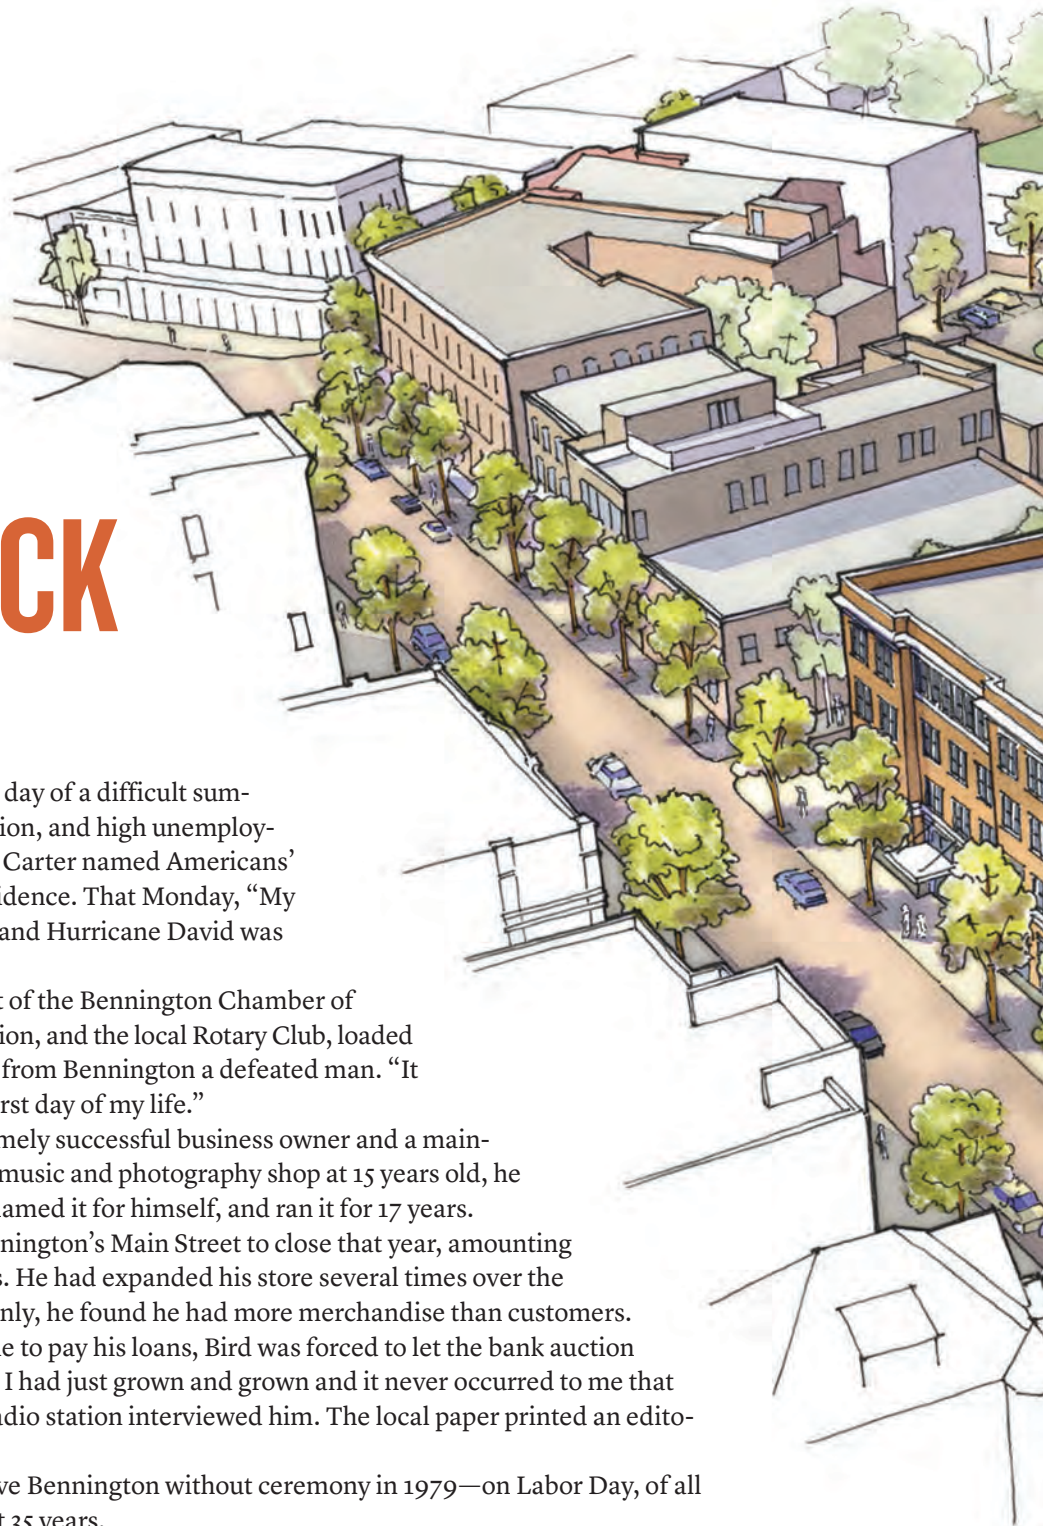 CK
day of a difficult sum-
ion, and high unemploy-
Carter named Americans’
idence. That Monday, “My
and Hurricane David was
t of the Bennington Chamber of
ion, and the local Rotary Club, loaded
from Bennington a defeated man. “It
rst day of my life.”
mely successful business owner and a main-
music and photography shop at 15 years old, he
amed it for himself, and ran it for 17 years.
nnington’s Main Street to close that year, amounting
s. He had expanded his store several times over the
nly, he found he had more merchandise than customers.
le to pay his loans, Bird was forced to let the bank auction
I had just grown and grown and it never occurred to me that
adio station interviewed him. The local paper printed an edito-
ve Bennington without ceremony in 1979—on Labor Day, of all
t 35 years.